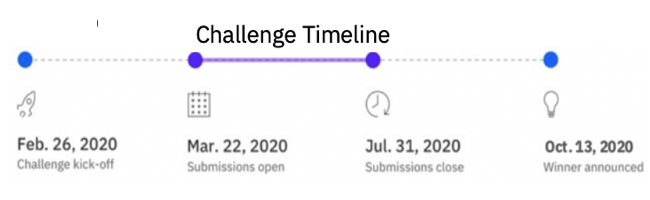 Challenge Timeline
Feb. 26, 2020
Challenge kick-off
Mar. 22, 2020
Submissions open
Jul. 31, 2020
Submissions close
Oct. 13, 2020
Winner announced